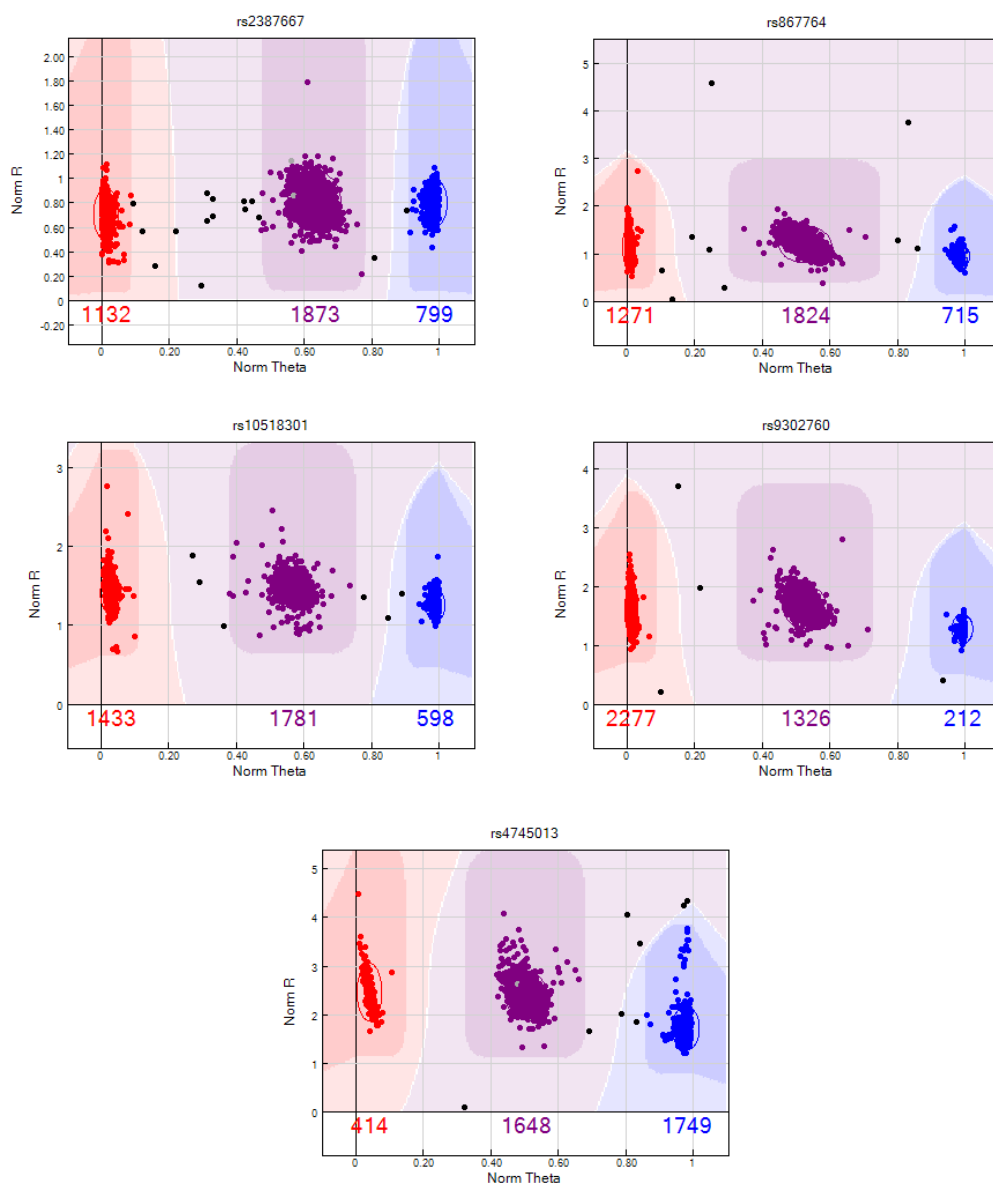 rs2387667
2.00
1.80
1.60
1.40
1.20
1
0.80
0.60
0.40
0.20
0
-0.20
Norm R
1132 1873 799
0 0.20 0.40 0.60 0.80 1
Norm Theta
rs867764
5
4
3
2
1
0
Norm R
1271 1824 715
0 0.20 0.40 0.60 0.80 1
Norm Theta
rs10518301
3
2
1
0
Norm R
1433 1781 598
0 0.20 0.40 0.60 0.80 1
Norm Theta
rs9302760
4
3
2
1
0
Norm R
2277 1326 212
0 0.20 0.40 0.60 0.80 1
Norm Theta
rs4745013
5
4
3
2
1
0
Norm R
414 1648 1749
0 0.20 0.40 0.60 0.80 1
Norm Theta